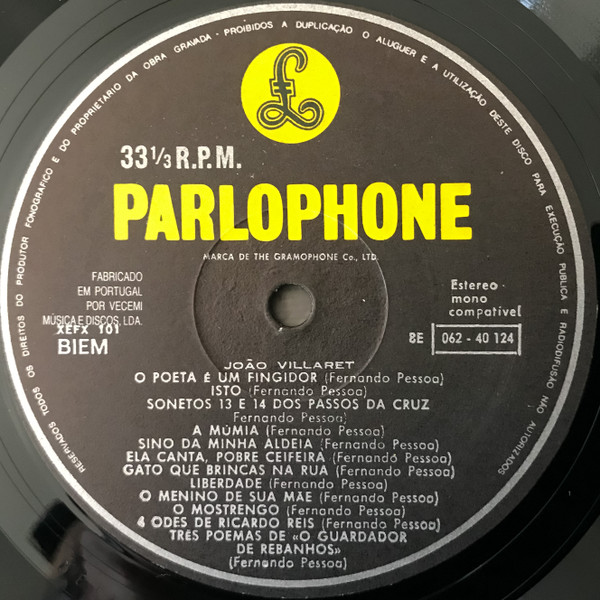 RESERVADOS TODOS OS DIREITOS DO PRODUTOR FONOGRAFICO E DO PROPRIETARIO DA OBRA GRAVADA - PROIBIDOS A DUPLICAÇÃO O ALUGUER E A UTILIZAÇÃO DESTE DISCO PARA EXECUÇÃO PUBLICA E RADIODIFUSÃO NÃO AUTORIZADOS
£
33⅓ R.P.M.
PARLOPHONE
MARCA DE THE GRAMOPHONE Co., LTD.
FABRICADO
EM PORTUGAL
POR VECEMI
MÚSICA E DISCOS, LDA.
XEFX 101
BIEM
Estereo
mono
compativel
8E 062 - 40 124
JOÃO VILLARET
O POETA É UM FINGIDOR (Fernando Pessoa)
ISTO (Fernando Pessoa)
SONETOS 13 E 14 DOS PASSOS DA CRUZ
Fernando Pessoa)
A MÚMIA (Fernando Pessoa)
SINO DA MINHA ALDEIA (Fernando Pessoa)
ELA CANTA, POBRE CEIFEIRA (Fernando Pessoa)
GATO QUE BRINCAS NA RUA (Fernando Pessoa)
LIBERDADE (Fernando Pessoa)
O MENINO DE SUA MÃE (Fernando Pessoa)
O MOSTRENGO (Fernando Pessoa)
4 ODES DE RICARDO REIS (Fernando Pessoa)
TRÊS POEMAS DE «O GUARDADOR
DE REBANHOS»
(Fernando Pessoa)